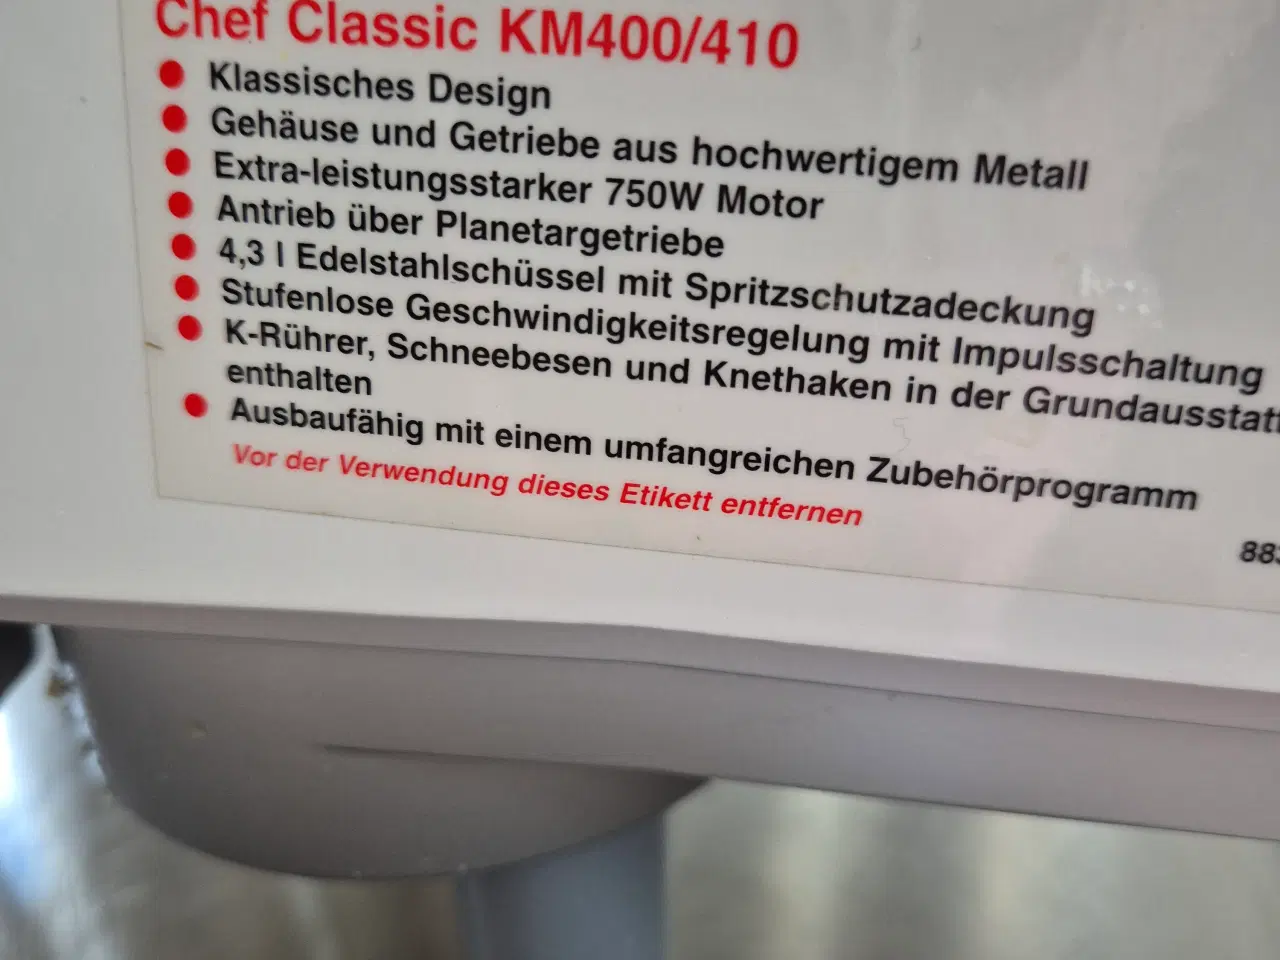 Chef Classic KM400/410
● Klassisches Design
● Gehäuse und Getriebe aus hochwertigem Metall
● Extra-leistungsstarker 750W Motor
● Antrieb über Planetargetriebe
● 4,3 l Edelstahlschüssel mit Spritzschutzadeckung
● Stufenlose Geschwindigkeitsregelung mit Impulsschaltung
● K-Rührer, Schneebesen und Knethaken in der
enthalten
● Ausbaufähig mit einem umfangreichen Zubehörprogramm
Vor der Verwendung dieses Etikett entfernen